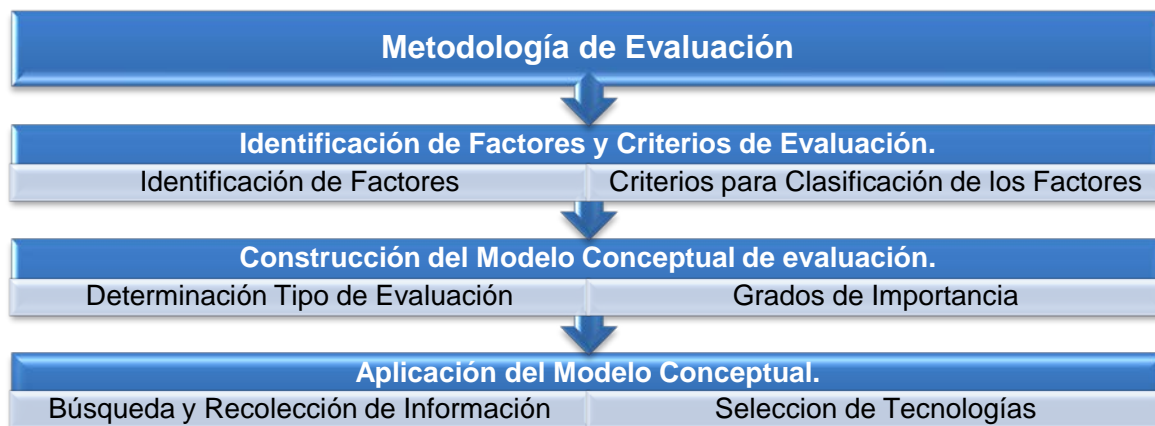 Metodología de Evaluación
Identificación de Factores y Criterios de Evaluación.
Identificación de Factores
Criterios para Clasificación de los Factores
Construcción del Modelo Conceptual de evaluación.
Determinación Tipo de Evaluación
Grados de Importancia
Aplicación del Modelo Conceptual.
Búsqueda y Recolección de Información
Seleccion de Tecnologías